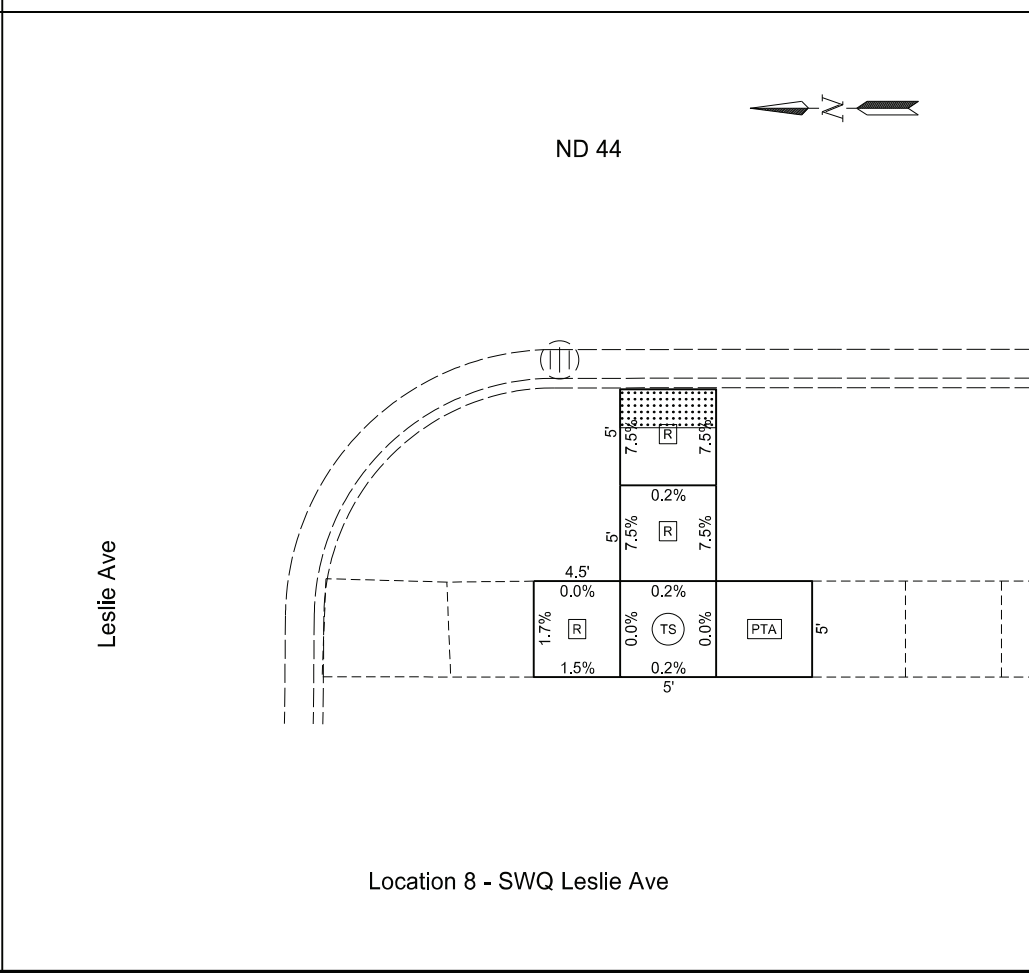 N
ND 44
5'
7.5%
R
7.5%
0.2%
5'
7.5%
R
7.5%
Leslie Ave
4.5'
0.0%
0.2%
1.7%
R
0.0%
TS
0.0%
PTA
5'
1.5%
0.2%
5'
Location 8 - SWQ Leslie Ave